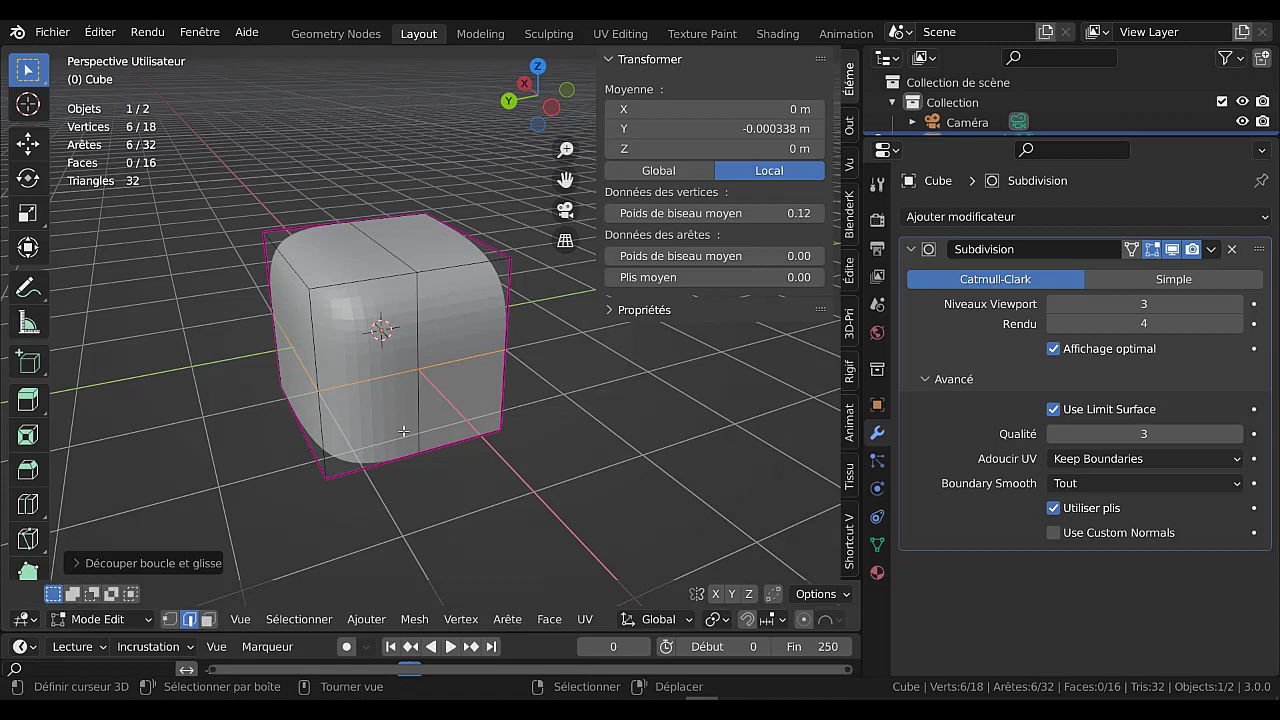 Fichier Éditer Rendu Fenêtre Aide Geometry Nodes Layout Modeling Sculpting UV Editing Texture Paint Shading Animation Scene View Layer
Perspective Utilisateur
(0) Cube
Objets 1 / 2
Vertices 6 / 18
Arêtes 6 / 32
Faces 0 / 16
Triangles 32
Z
X
Y
Transformer
Moyenne :
X 0 m
Y -0.000338 m
Z 0 m
Global Local
Données des vertices :
Poids de biseau moyen 0.12
Données des arêtes :
Poids de biseau moyen 0.00
Plis moyen 0.00
Propriétés
Éléme
Out
Vu
BlenderK
Édite
3D-Pri
Rigif
Animat
Tissu
Shortcut V
Collection de scène
Collection
Caméra
Cube Subdivision
Ajouter modificateur
Subdivision
Catmull-Clark Simple
Niveaux Viewport 3
Rendu 4
Affichage optimal
Avancé
Use Limit Surface
Qualité 3
Adoucir UV Keep Boundaries
Boundary Smooth Tout
Utiliser plis
Use Custom Normals
Découper boucle et glisse
X Y Z Options
Mode Edit Vue Sélectionner Ajouter Mesh Vertex Arête Face UV Global
Lecture Incrustation Vue Marqueur 0 Début 0 Fin 250
Définir curseur 3D Sélectionner par boîte Tourner vue Sélectionner Déplacer Cube | Verts:6/18 | Arêtes:6/32 | Faces:0/16 | Tris:32 | Objects:1/2 | 3.0.0